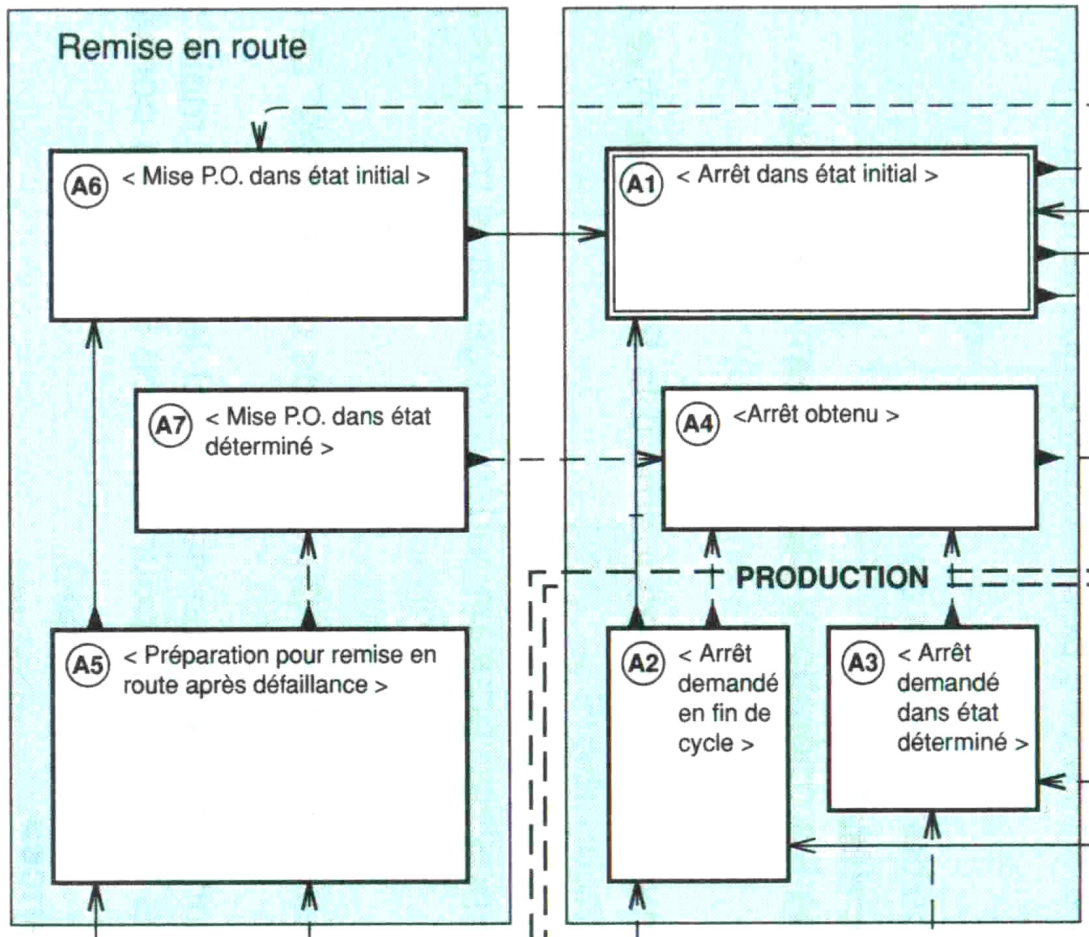 Remise en route
A6 < Mise P.O. dans état initial >
A1 < Arrêt dans état initial >
A7 < Mise P.O. dans état
déterminé >
A4 <Arrêt obtenu >
PRODUCTION
A5 < Préparation pour remise en
route après défaillance >
A2 < Arrêt
demandé
en fin de
cycle >
A3 < Arrêt
demandé
dans état
déterminé >